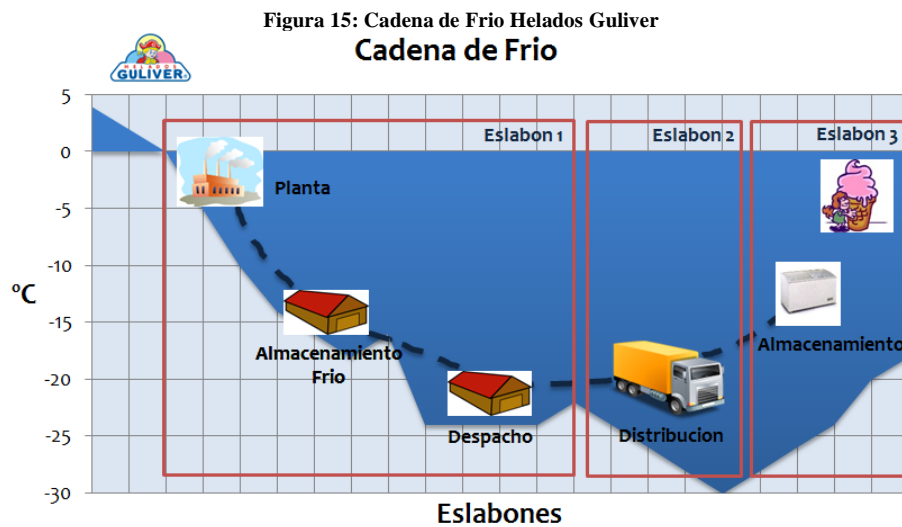 Figura 15: Cadena de Frio Helados Guliver
Cadena de Frio
HELADOS
GULIVER
5
Eslabon 1
Eslabon 2
Eslabon 3
0
Planta
-5
-10
ºC
-15
Almacenamiento
Frio
Almacenamiento
-20
Despacho
Distribucion
-25
-30
Eslabones